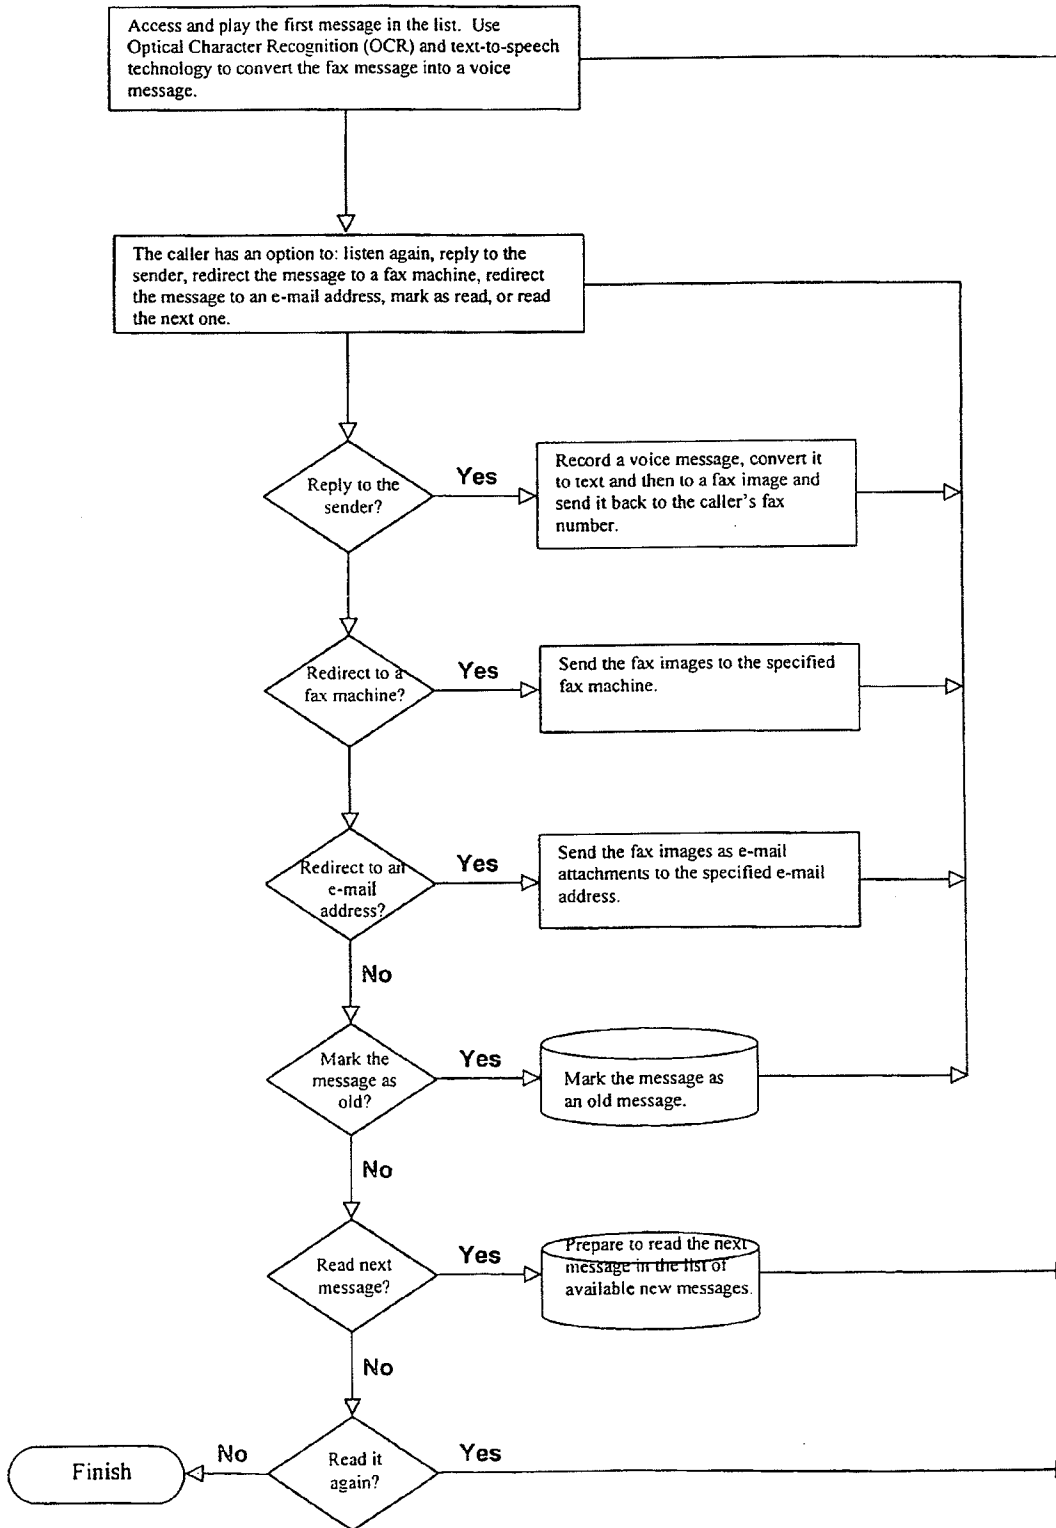 Access and play the first message in the list.  Use
Optical Character Recognition (OCR) and text-to-speech
technology to convert the fax message into a voice
message.
The caller has an option to: listen again, reply to the
sender, redirect the message to a fax machine, redirect
the message to an e-mail address, mark as read, or read
the next one.
Reply to the
sender?
Yes
Record a voice message, convert it
to text and then to a fax image and
send it back to the caller's fax
number.
Redirect to a
fax machine?
Yes
Send the fax images to the specified
fax machine.
Redirect to an
e-mail
address?
Yes
Send the fax images as e-mail
attachments to the specified e-mail
address.
No
Mark the
message as
old?
Yes
Mark the message as
an old message.
No
Read next
message?
Yes
Prepare to read the next
message in the list of
available new messages.
No
Read it
again?
Yes
No
Finish